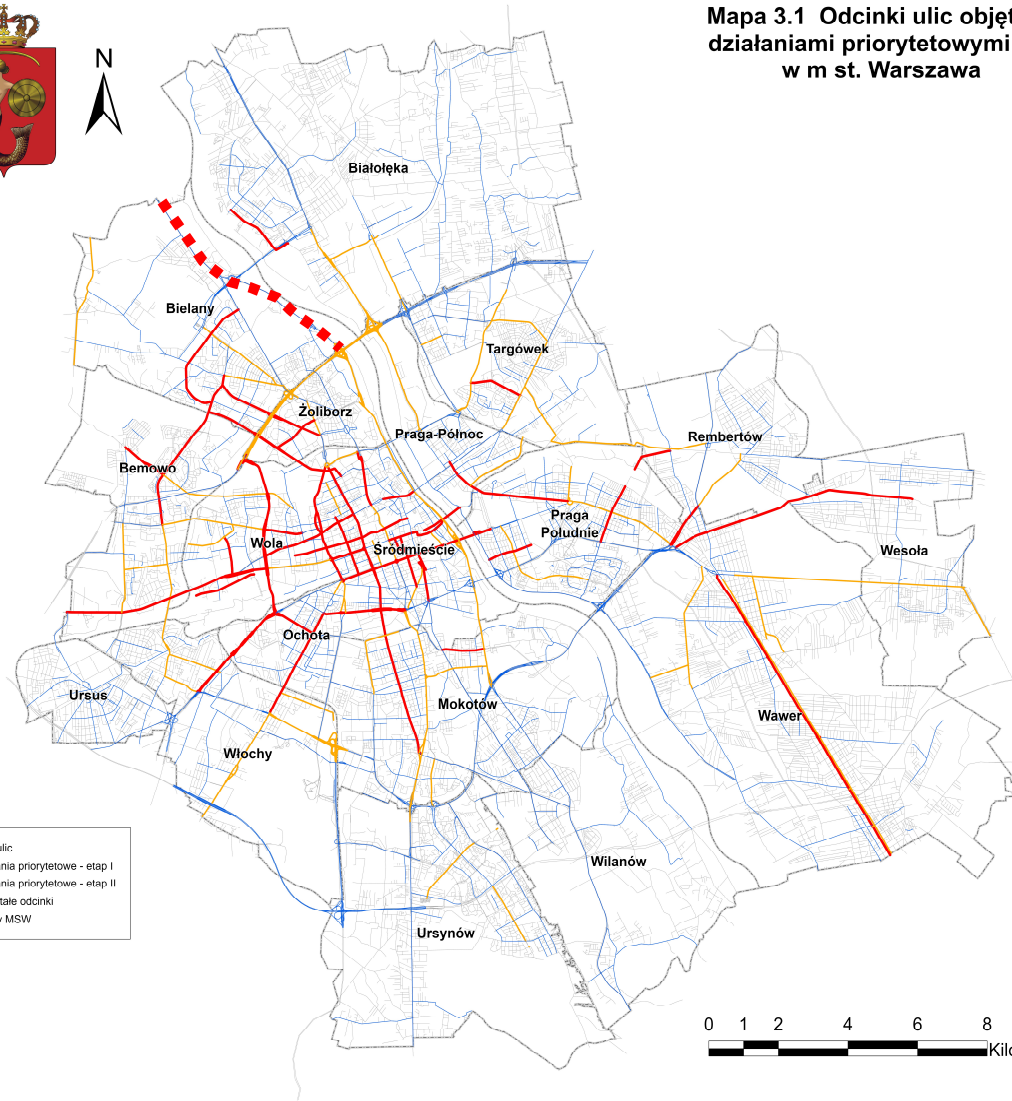 Mapa 3.1 Odcinki ulic objęt
działaniami priorytetowymi
w m st. Warszawa
N
Białołęka
Bielany
Targówek
Żoliborz
Praga-Północ
Rembertów
Bemowo
Praga
Południe
Wola
Śródmieście
Wesoła
Ochota
Ursus
Mokotów
Wawer
Włochy
Wilanów
Ursynów
ulic
nia priorytetowe - etap I
nia priorytetowe - etap II
tałe odcinki
y MSW
0 1 2 4 6 8
Kilo